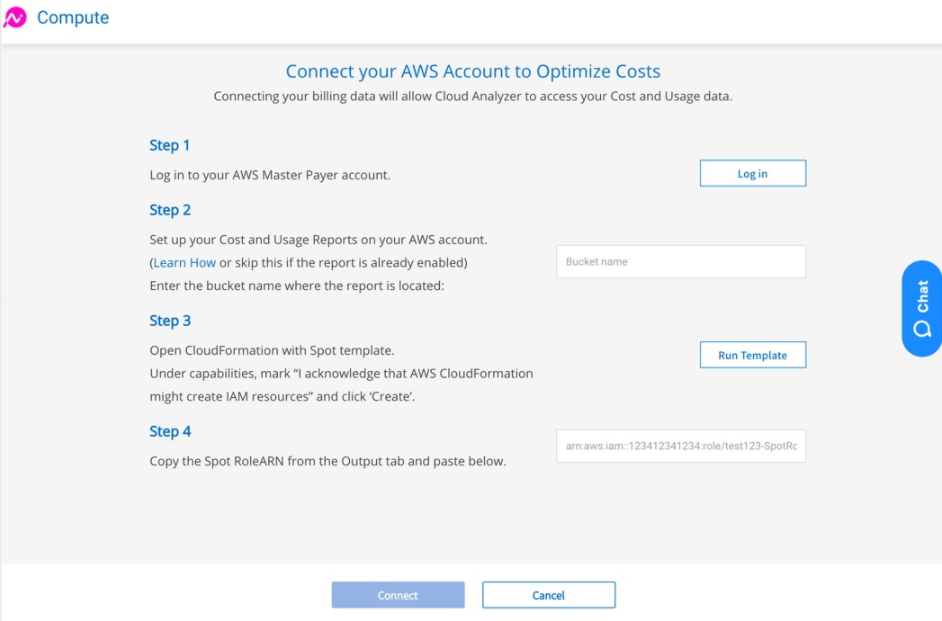 Compute
Connect your AWS Account to Optimize Costs
Connecting your billing data will allow Cloud Analyzer to access your Cost and Usage data.
Step 1
Log in to your AWS Master Payer account.
Log in
Step 2
Set up your Cost and Usage Reports on your AWS account.
(Learn How or skip this if the report is already enabled)
Enter the bucket name where the report is located:
Bucket name
Step 3
Open CloudFormation with Spot template.
Under capabilities, mark “I acknowledge that AWS CloudFormation
might create IAM resources” and click ‘Create’.
Run Template
Step 4
Copy the Spot RoleARN from the Output tab and paste below.
arn:aws:iam::123412341234:role/test123-SpotRc
Chat
Connect
Cancel